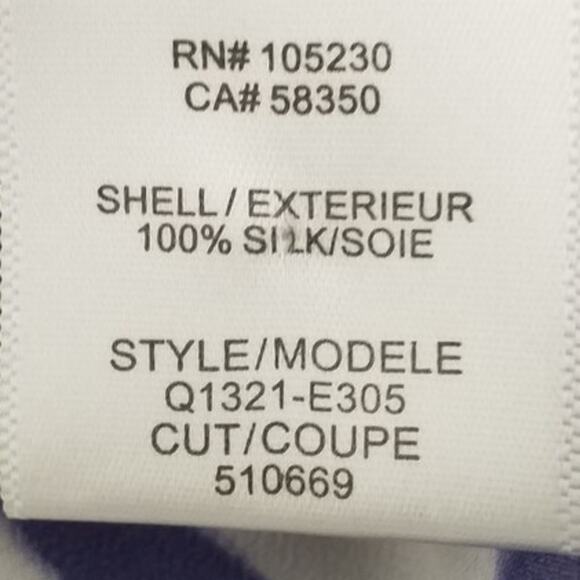 RN# 105230
CA# 58350
SHELL / EXTERIEUR
100% SILK/SOIE
STYLE/MODELE
Q1321-E305
CUT/COUPE
510669